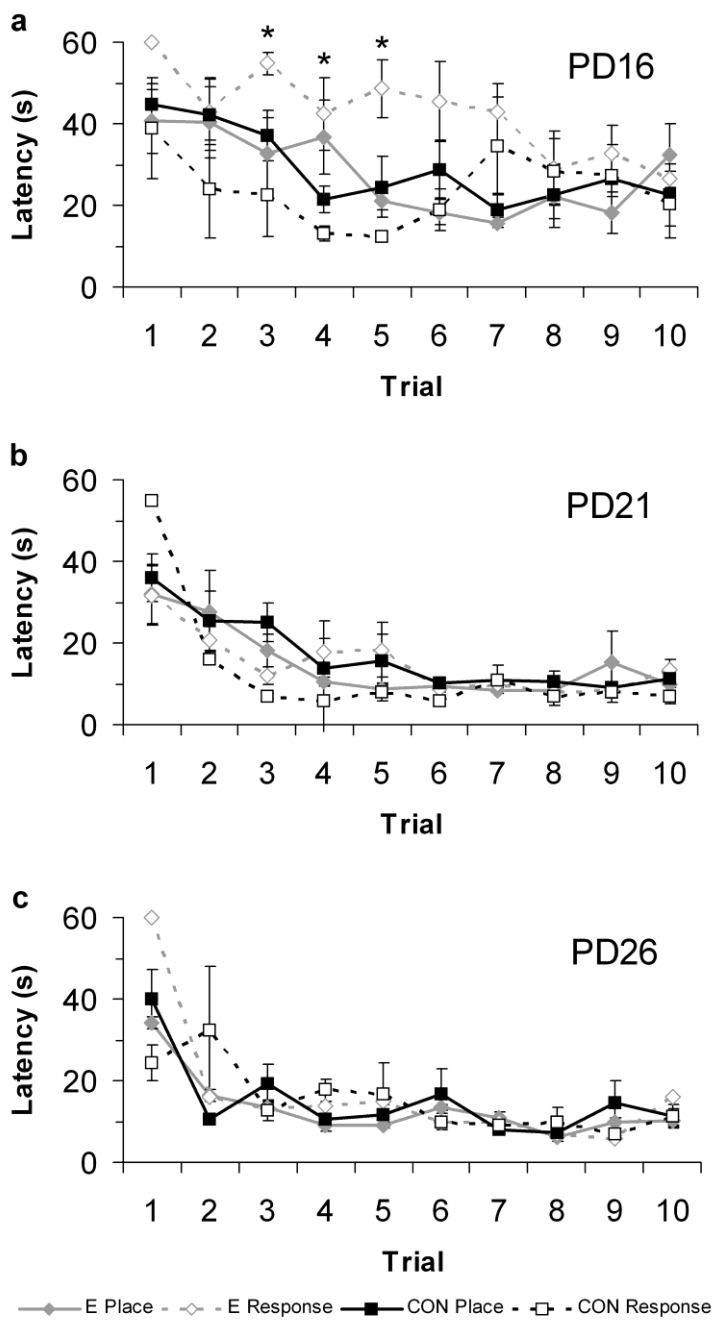 a
60
40
20
0
Latency (s)
PD16
* * *
1 2 3 4 5 6 7 8 9 10
Trial
b
60
40
20
0
Latency (s)
PD21
1 2 3 4 5 6 7 8 9 10
Trial
c
60
40
20
0
Latency (s)
PD26
1 2 3 4 5 6 7 8 9 10
Trial
E Place E Response CON Place CON Response